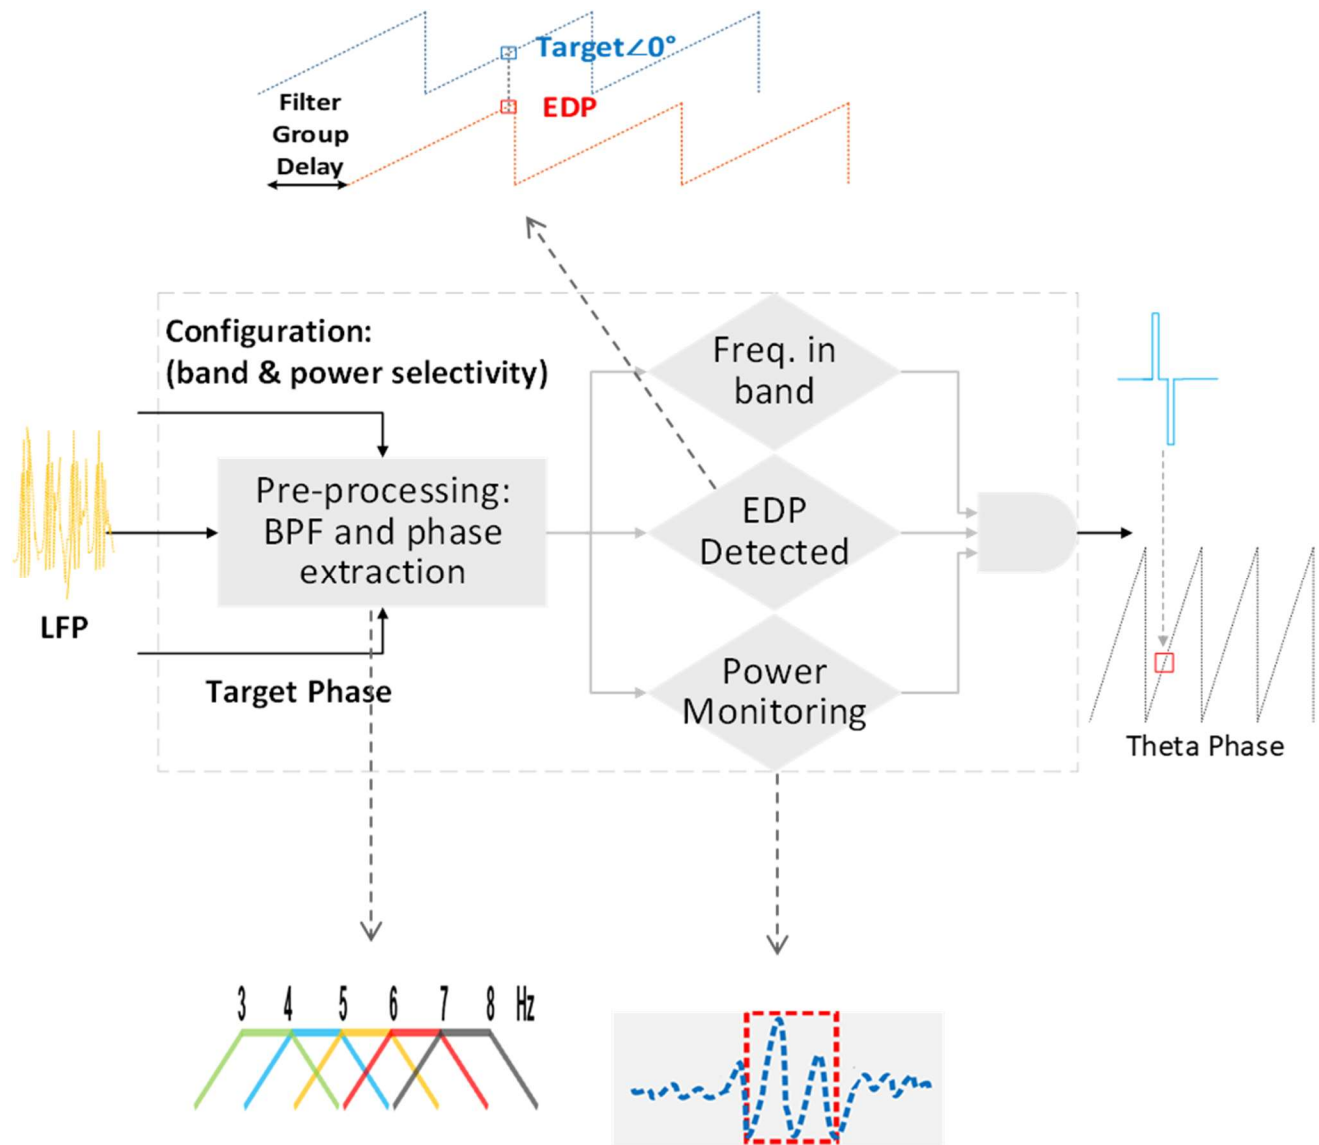 Target∠0°
EDP
Filter
Group
Delay
Configuration:
(band & power selectivity)
Freq. in
band
Pre-processing:
BPF and phase
extraction
EDP
Detected
LFP
Target Phase
Power
Monitoring
Theta Phase
3 4 5 6 7 8 Hz